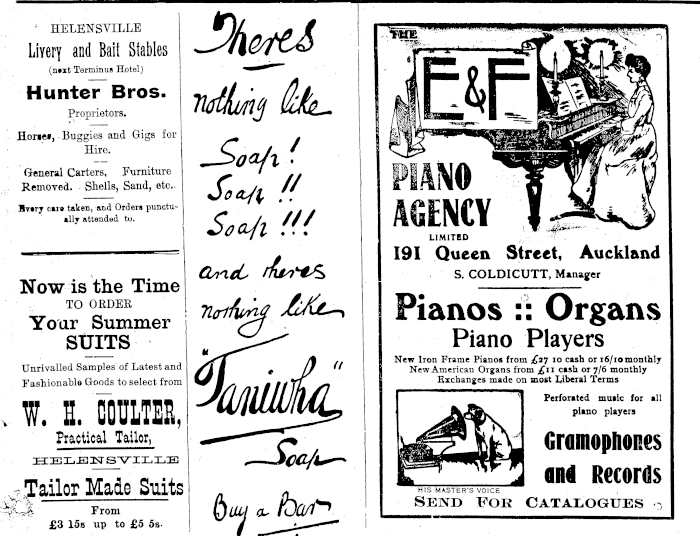 HELENSVILLE
Livery and Bait Stables
(next Terminus Hotel)
Hunter Bros.
Proprietors.
Horses, Buggies and Gigs for
Hire.
General Carters, Furniture
Removed. Shells, Sand, etc.
Every care taken, and Orders punctu-
ally attended to.
Now is the Time
TO ORDER
Your Summer
SUITS
Unrivalled Samples of Latest and
Fashionable Goods to select from
W. H. COULTER,
Practical Tailor,
HELENSVILLE
Tailor Made Suits
From
£3 15s up to £5 5s.
Theres
nothing like
Soap!
Soap!!
Soap!!!
and theres
nothing like
"Taniwha"
Soap
Buy a Bar
THE
E & F
PIANO
AGENCY
LIMITED
191 Queen Street, Auckland
S. COLDICUTT, Manager
Pianos :: Organs
Piano Players
New Iron Frame Pianos from £27 10 cash or 16/10 monthly
New American Organs from £11 cash or 7/6 monthly
Exchanges made on most Liberal Terms
Perforated music for all
piano players
Gramophones
and Records
HIS MASTER'S VOICE
SEND FOR CATALOGUES